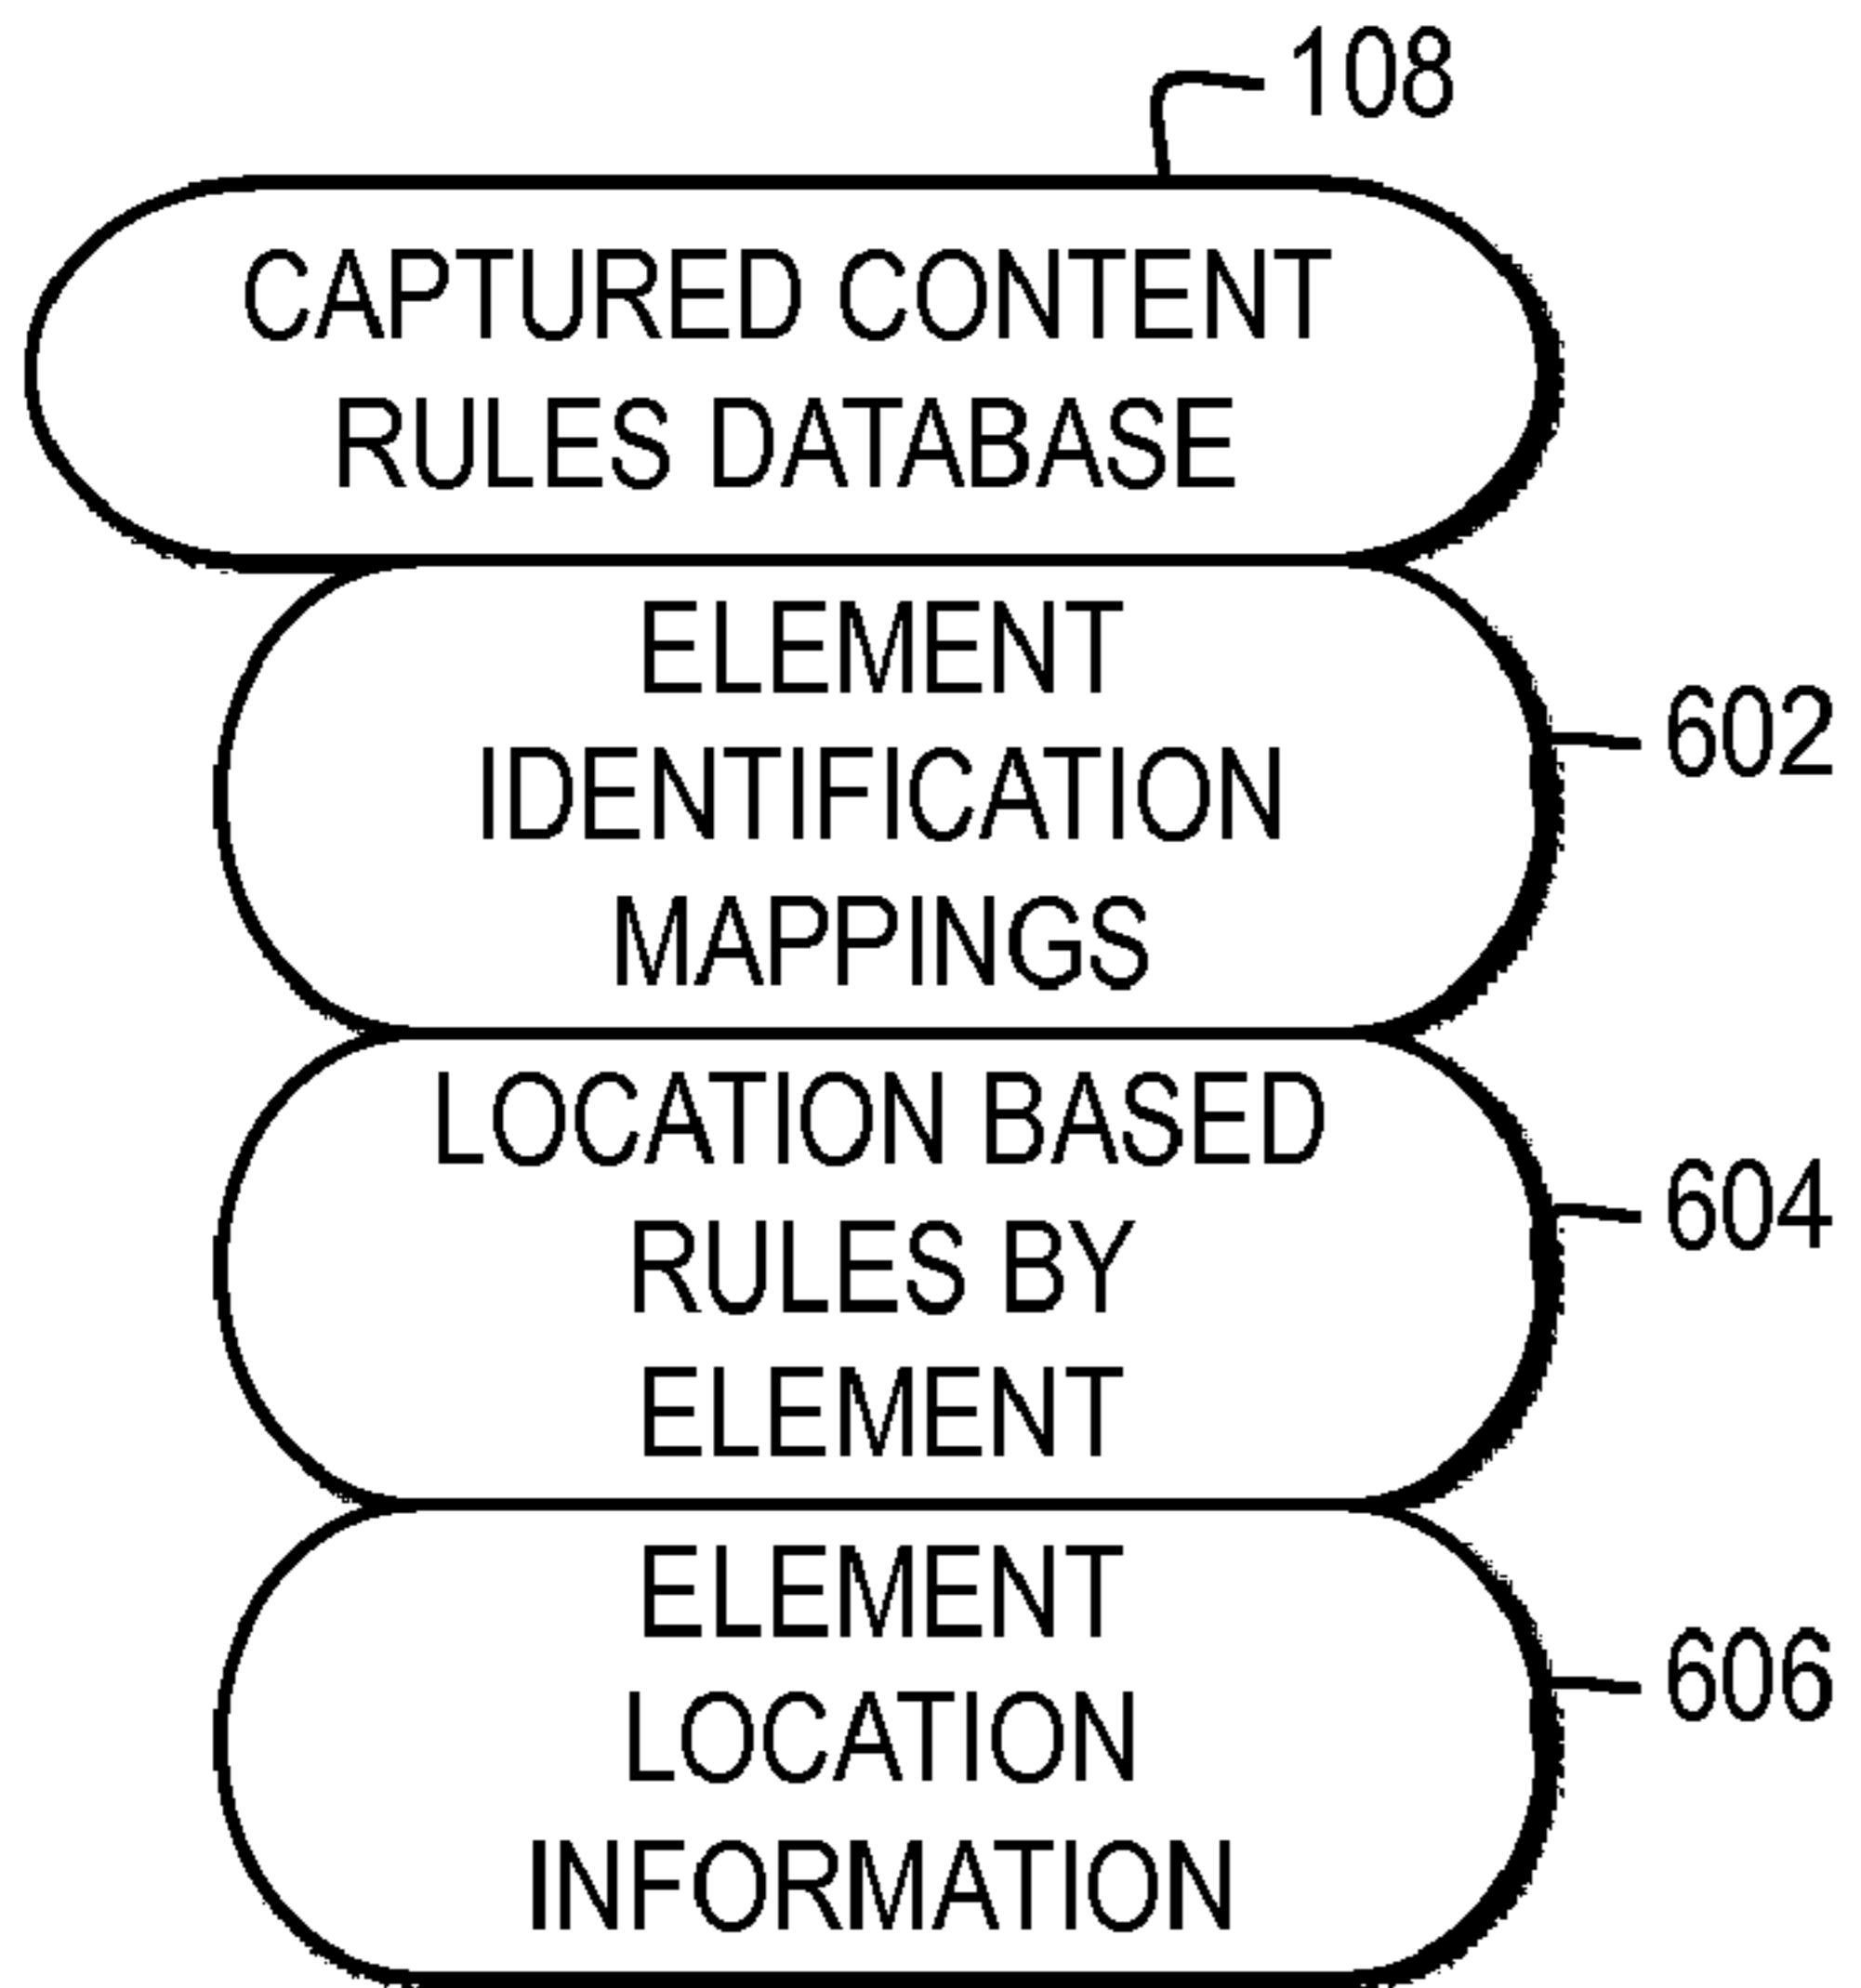 108
CAPTURED CONTENT
RULES DATABASE
ELEMENT
IDENTIFICATION
MAPPINGS
602
LOCATION BASED
RULES BY
ELEMENT
604
ELEMENT
LOCATION
INFORMATION
606